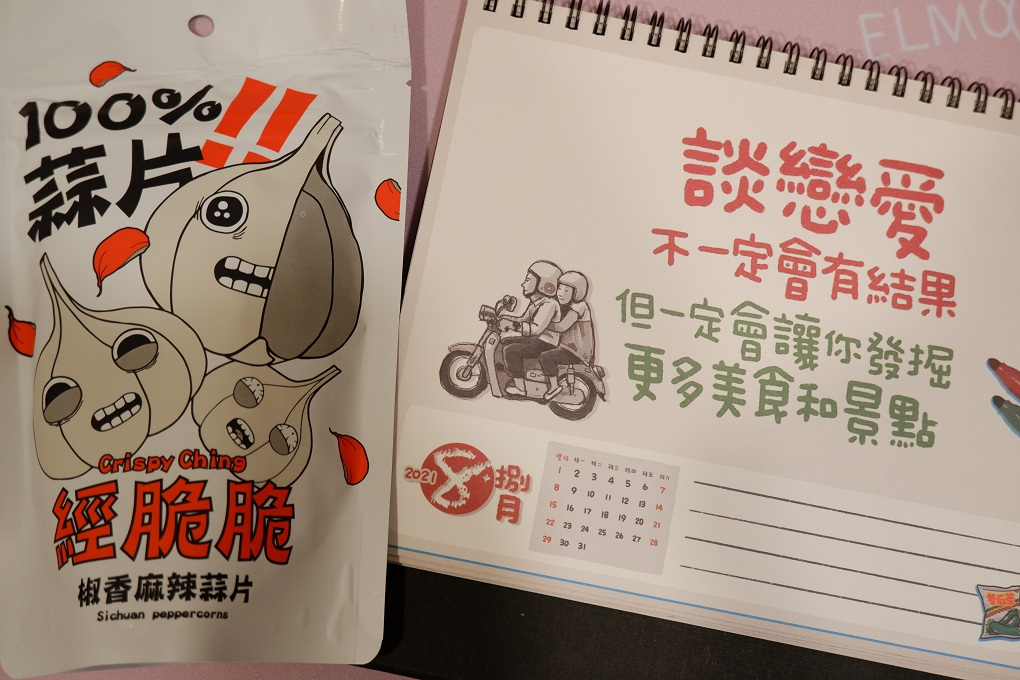 100%!!
蒜片
Crispy Ching
經脆脆
椒香麻辣蒜片
Sichuan peppercorns
談戀愛
不一定會有結果
但一定會讓你發掘
更多美食和景點
2021
8
捌月
1 2 3 4 5 6 7
8 9 10 11 12 13 14
15 16 17 18 19 20 21
22 23 24 25 26 27 28
29 30 31